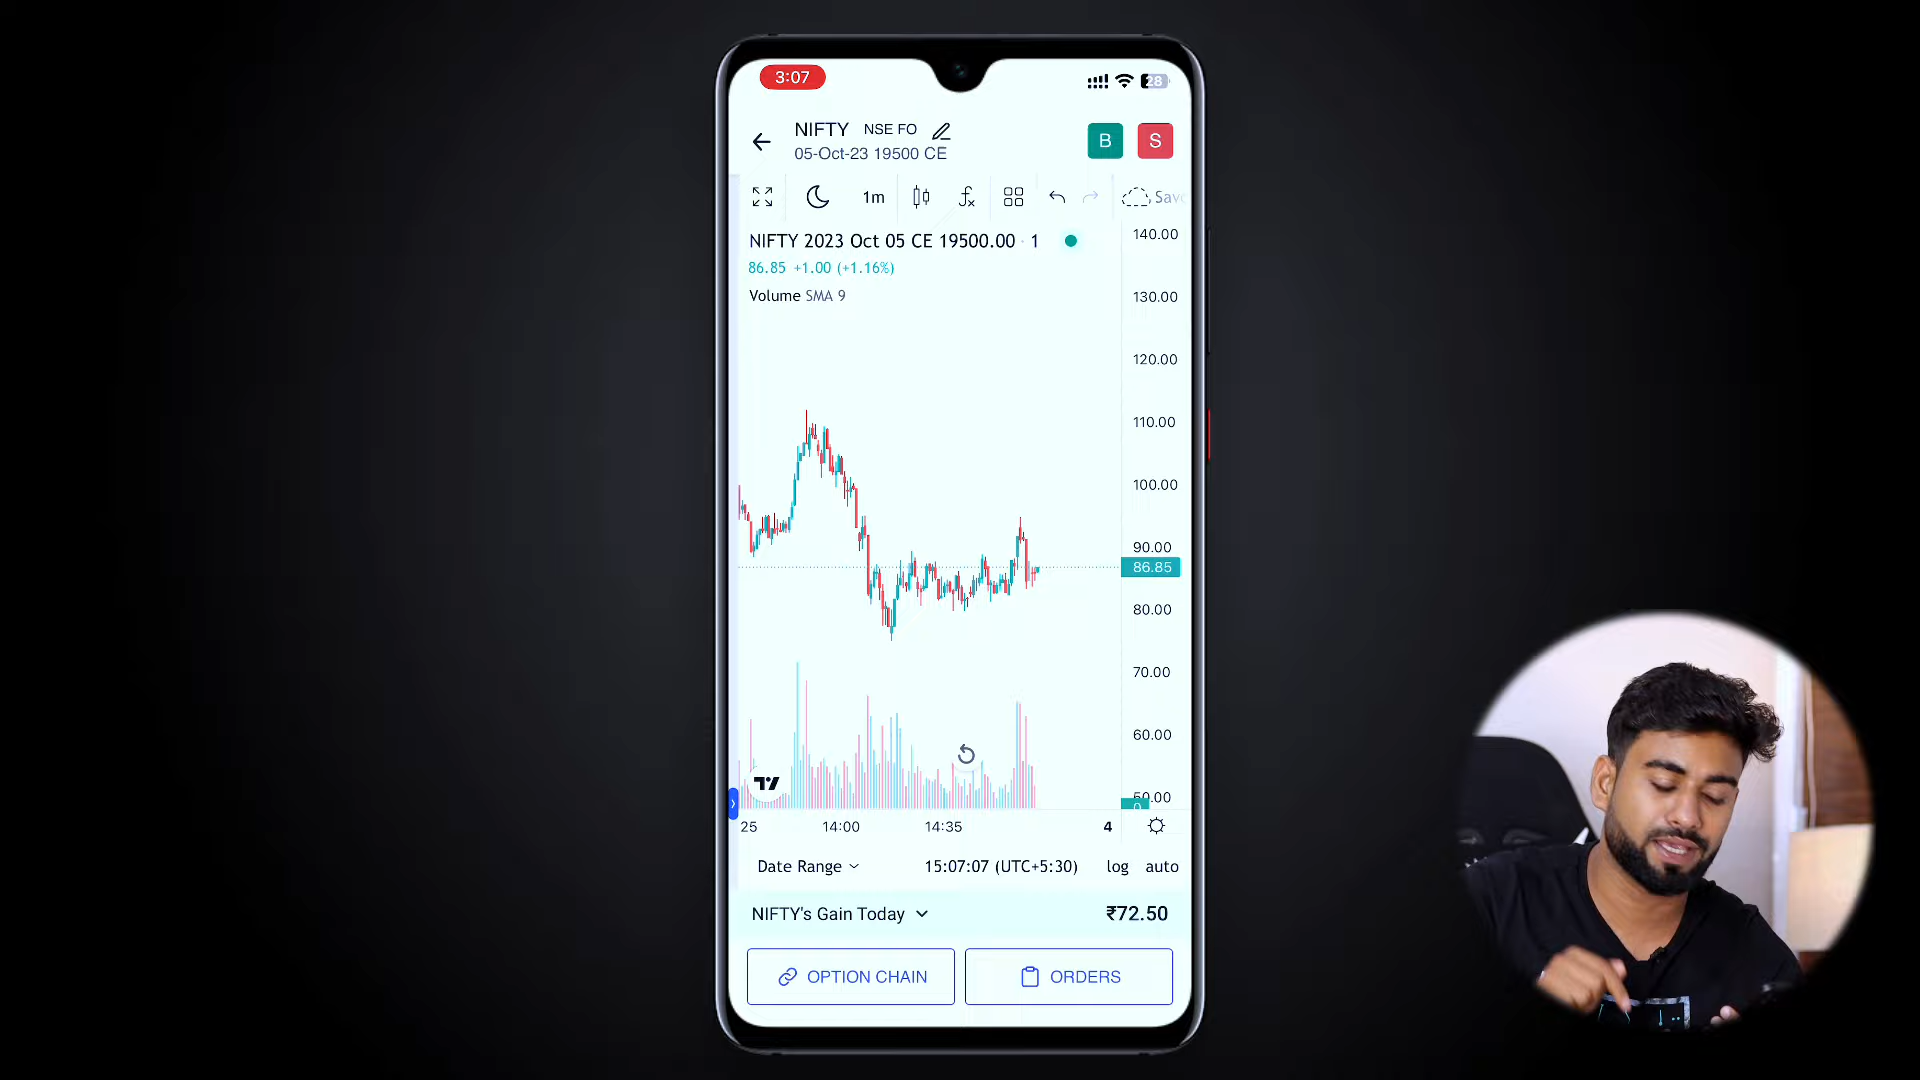 3:07
28
NIFTY NSE FO
05-Oct-23 19500 CE
B
S
1m
NIFTY 2023 Oct 05 CE 19500.00 · 1
86.85 +1.00 (+1.16%)
Volume SMA 9
140.00
130.00
120.00
110.00
100.00
90.00
86.85
80.00
70.00
60.00
50.00
0
25 14:00 14:35 4
Date Range 15:07:07 (UTC+5:30) log auto
NIFTY's Gain Today ₹72.50
OPTION CHAIN
ORDERS